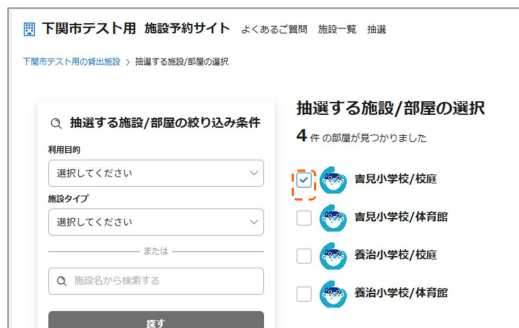 下関市テスト用 施設予約サイト よくあるご質問 施設一覧 抽選
下関市テスト用の貸出施設 > 抽選する施設/部屋の選択
抽選する施設/部屋の絞り込み条件
利用目的
選択してください
施設タイプ
選択してください
または
施設名から検索する
探す
抽選する施設/部屋の選択
4 件 の部屋が見つかりました
吉見小学校/校庭
吉見小学校/体育館
養治小学校/校庭
養治小学校/体育館